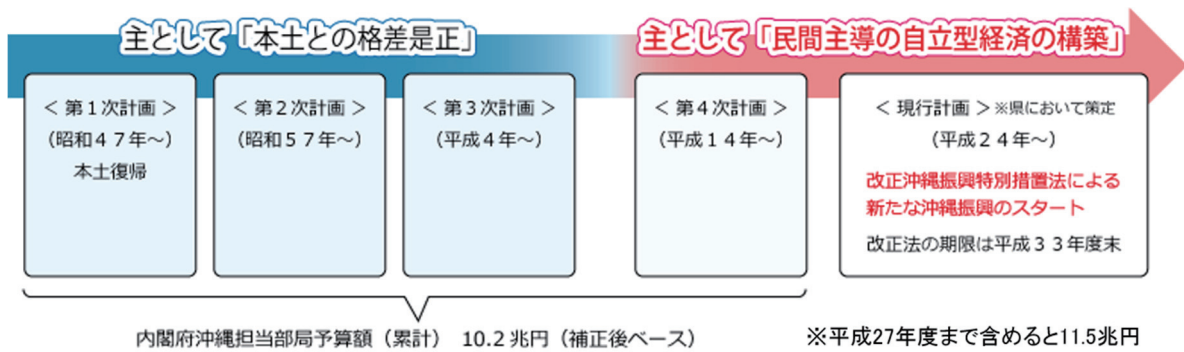 主として「本土との格差是正」
主として「民間主導の自立型経済の構築」
＜ 第１次計画 ＞
（昭和４７年～）
本土復帰
＜ 第２次計画 ＞
（昭和５７年～）
＜ 第３次計画 ＞
（平成４年～）
＜ 第４次計画 ＞
（平成１４年～）
＜ 現行計画 ＞※県において策定
（平成２４年～）
改正沖縄振興特別措置法による
新たな沖縄振興のスタート
改正法の期限は平成３３年度末
内閣府沖縄担当部局予算額（累計） 10.2 兆円（補正後ベース）
※平成27年度まで含めると11.5兆円